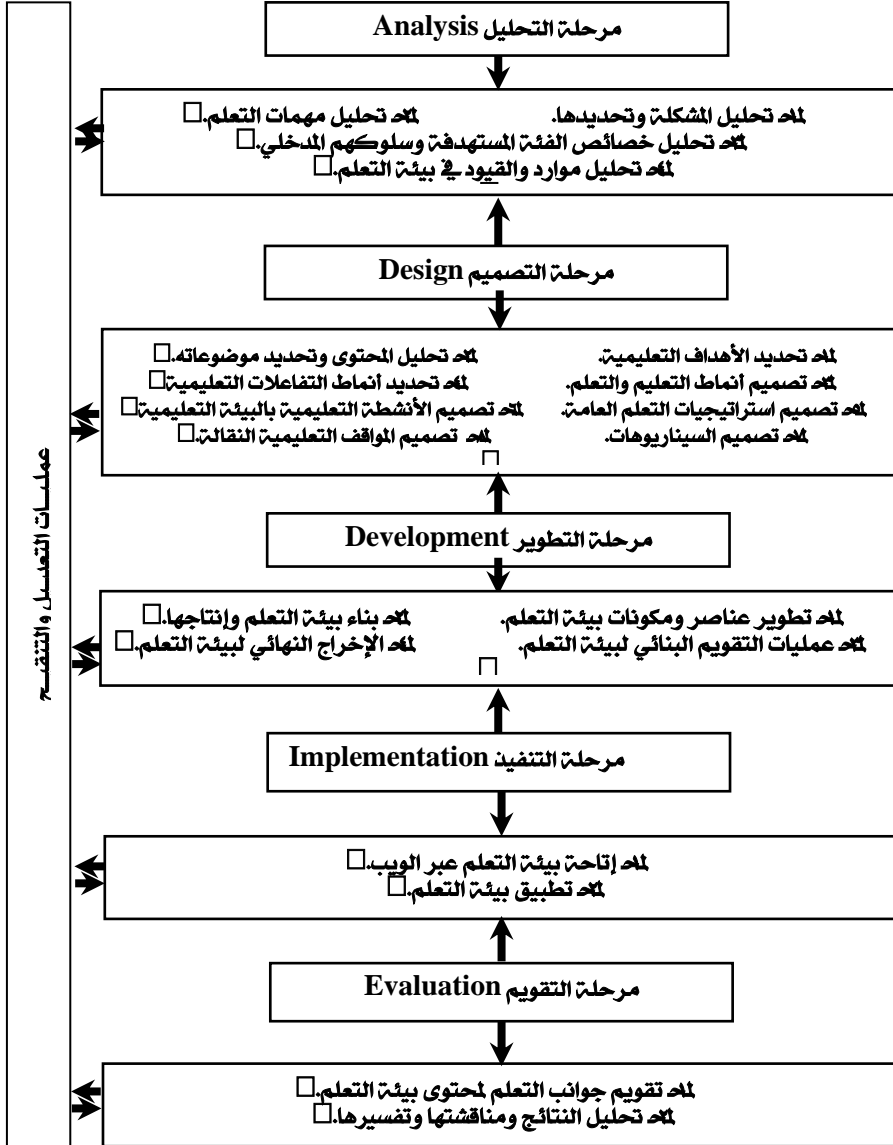 مرحلة التحليل Analysis
تحليل المشكلة وتحديدها. تحليل مهمات التعلم.
تحليل خصائص الفئة المستهدفة وسلوكهم المدخلي.
تحليل موارد والقيود في بيئة التعلم.
مرحلة التصميم Design
تحديد الأهداف التعليمية. تحليل المحتوى وتحديد موضوعاته.
تصميم أنماط التعليم والتعلم. تحديد أنماط التفاعلات التعليمية
تصميم استراتيجيات التعلم العامة. تصميم الأنشطة التعليمية بالبيئة التعليمية
تصميم السيناريوهات. تصميم المواقف التعليمية النقالة.
مرحلة التطوير Development
تطوير عناصر ومكونات بيئة التعلم. بناء بيئة التعلم وإنتاجها.
عمليات التقويم البنائي لبيئة التعلم. الإخراج النهائي لبيئة التعلم.
مرحلة التنفيذ Implementation
إتاحة بيئة التعلم عبر الويب.
تطبيق بيئة التعلم.
مرحلة التقويم Evaluation
تقويم جوانب التعلم لمحتوى بيئة التعلم.
تحليل النتائج ومناقشتها وتفسيرها.
عمليات التعديل والتنقيح